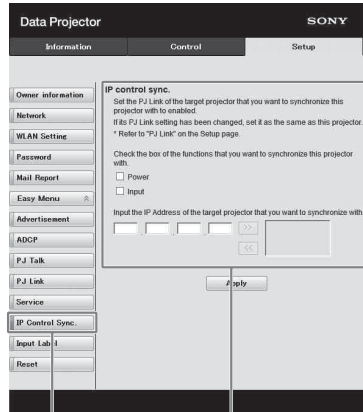 Data Projector
SONY
Information
Control
Setup
Owner information
Network
WLAN Setting
Password
Mail Report
Easy Menu
Advertisement
ADCP
PJ Talk
PJ Link
Service
IP Control Sync.
Input Label
Reset
IP control sync.
Set the PJ Link of the target projector that you want to synchronize this
projector with to enabled.
If its PJ Link setting has been changed, set it as the same as this projector.
* Refer to "PJ Link" on the Setup page.
Check the box of the functions that you want to synchronize this projector
with.
Power
Input
Input the IP Address of the target projector that you want to synchronize with.
. . .
>>
<<
Apply